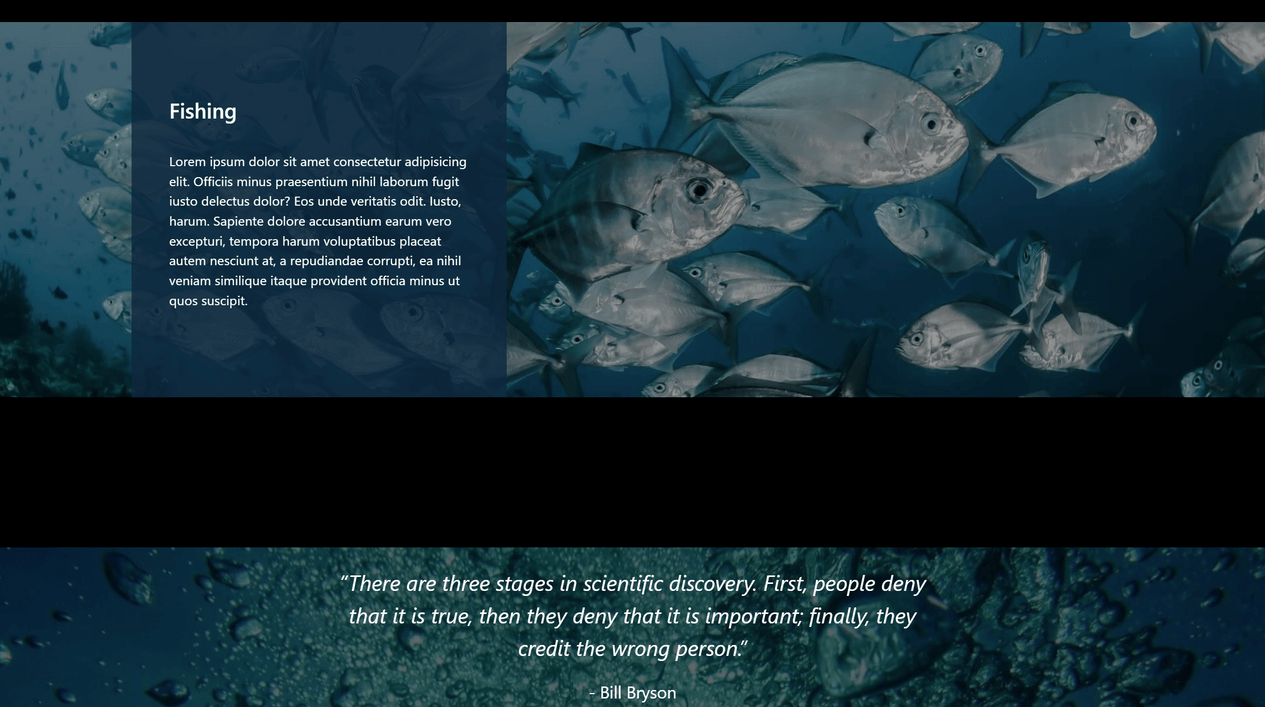 Fishing
Lorem ipsum dolor sit amet consectetur adipisicing
elit. Officiis minus praesentium nihil laborum fugit
iusto delectus dolor? Eos unde veritatis odit. Iusto,
harum. Sapiente dolore accusantium earum vero
excepturi, tempora harum voluptatibus placeat
autem nesciunt at, a repudiandae corrupti, ea nihil
veniam similique itaque provident officia minus ut
quos suscipit.
“There are three stages in scientific discovery. First, people deny
that it is true, then they deny that it is important; finally, they
credit the wrong person.”
- Bill Bryson